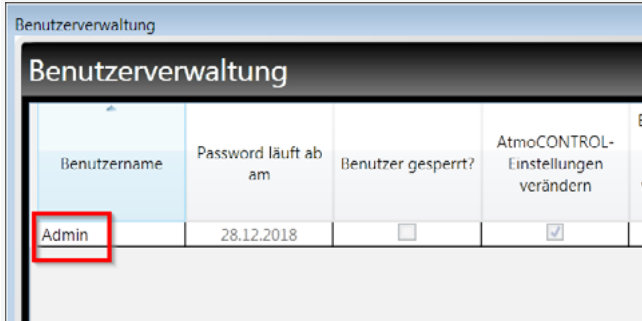 Benutzerverwaltung
Benutzerverwaltung
Benutzername
Password läuft ab
am
Benutzer gesperrt?
AtmoCONTROL-
Einstellungen
verändern
Admin
28.12.2018